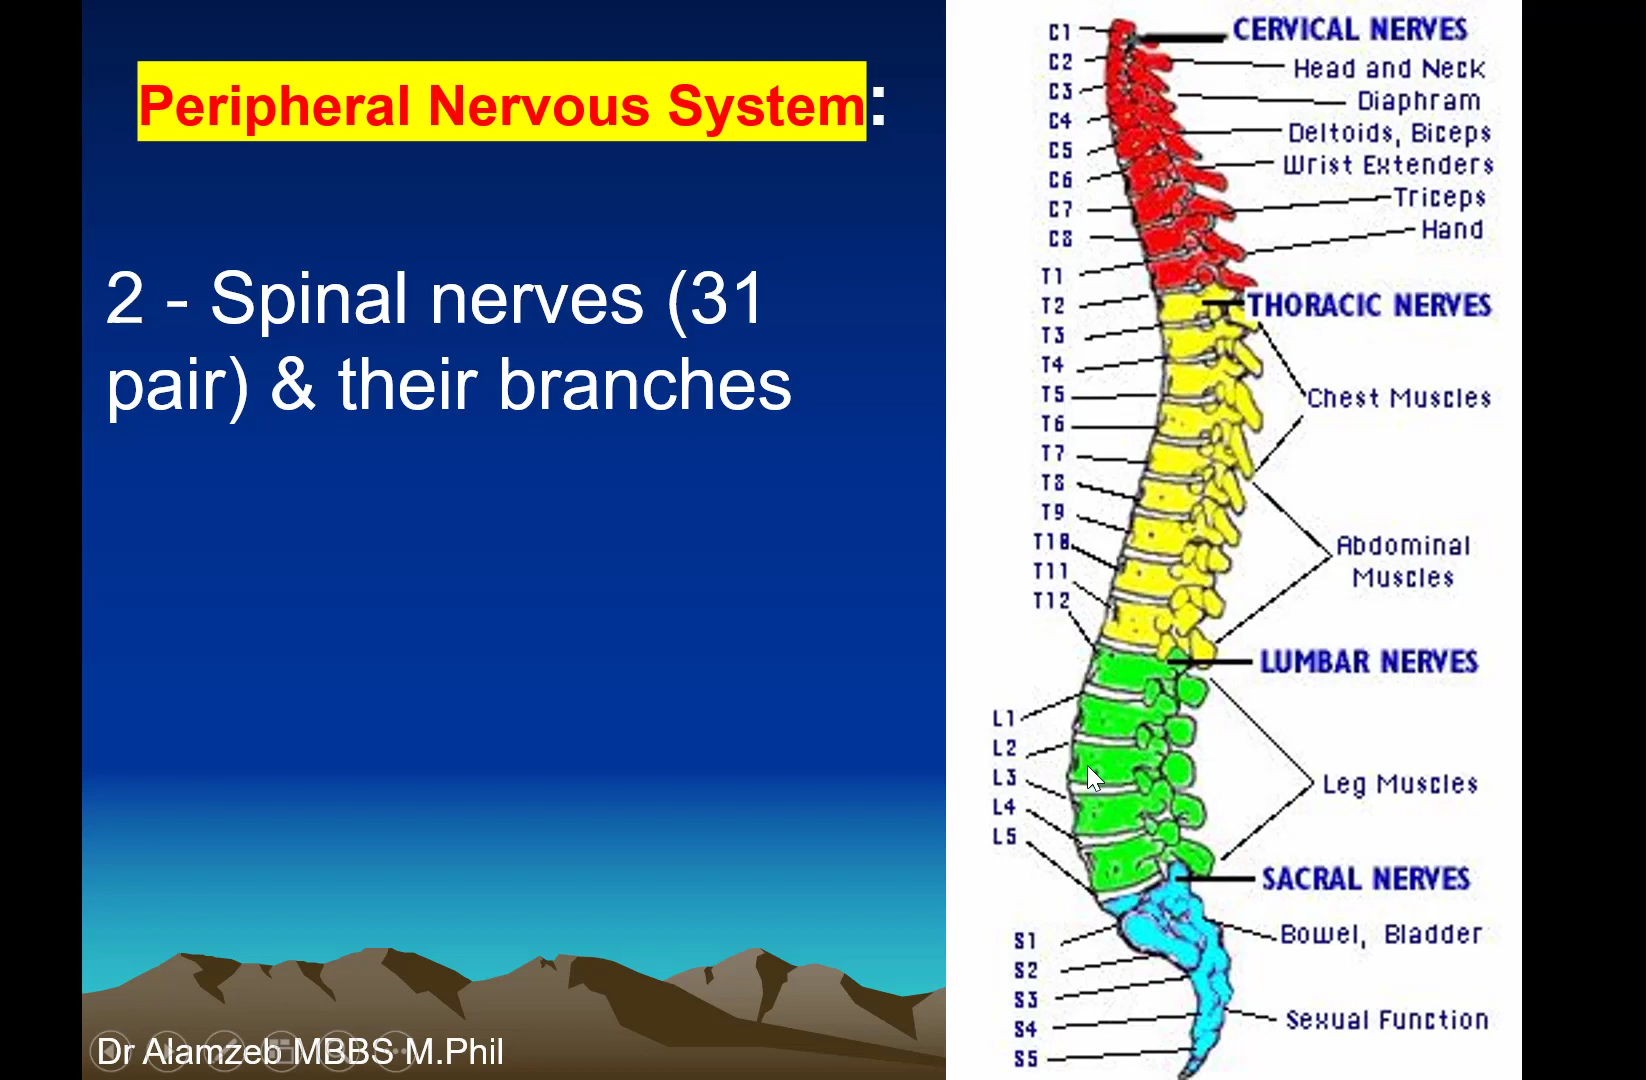 Peripheral Nervous System:
2 - Spinal nerves (31
pair) & their branches
Dr Alamzeb MBBS M.Phil
C1
C2
C3
C4
C5
C6
C7
C8
T1
T2
T3
T4
T5
T6
T7
T8
T9
T10
T11
T12
L1
L2
L3
L4
L5
S1
S2
S3
S4
S5
CERVICAL NERVES
Head and Neck
Diaphram
Deltoids, Biceps
Wrist Extenders
Triceps
Hand
THORACIC NERVES
Chest Muscles
Abdominal
Muscles
LUMBAR NERVES
Leg Muscles
SACRAL NERVES
Bowel, Bladder
Sexual Function